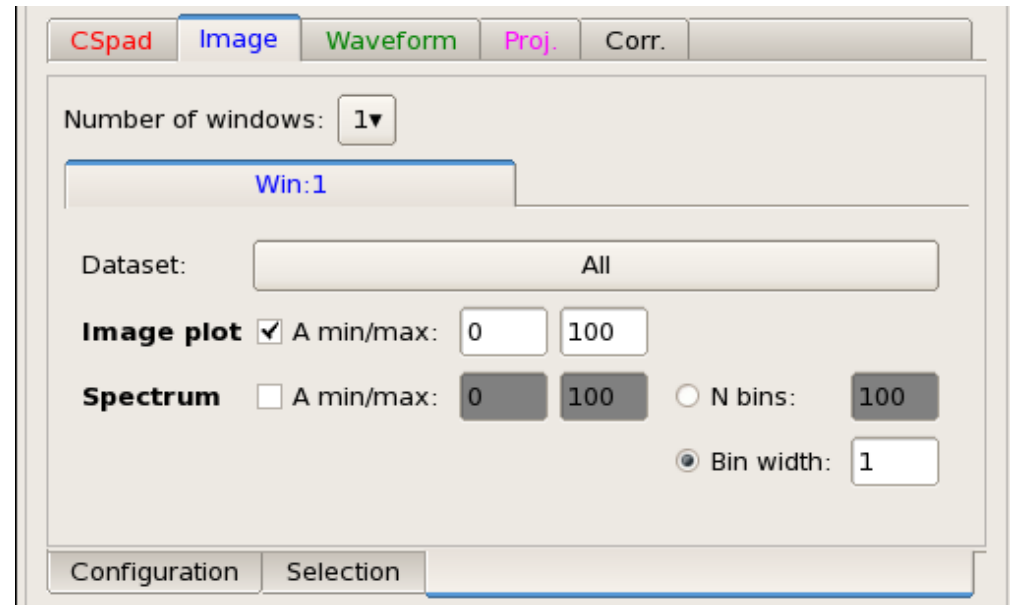 CSpad Image Waveform Proj. Corr.
Number of windows: 1
Win:1
Dataset: All
Image plot A min/max: 0 100
Spectrum A min/max: 0 100 N bins: 100
Bin width: 1
Configuration Selection